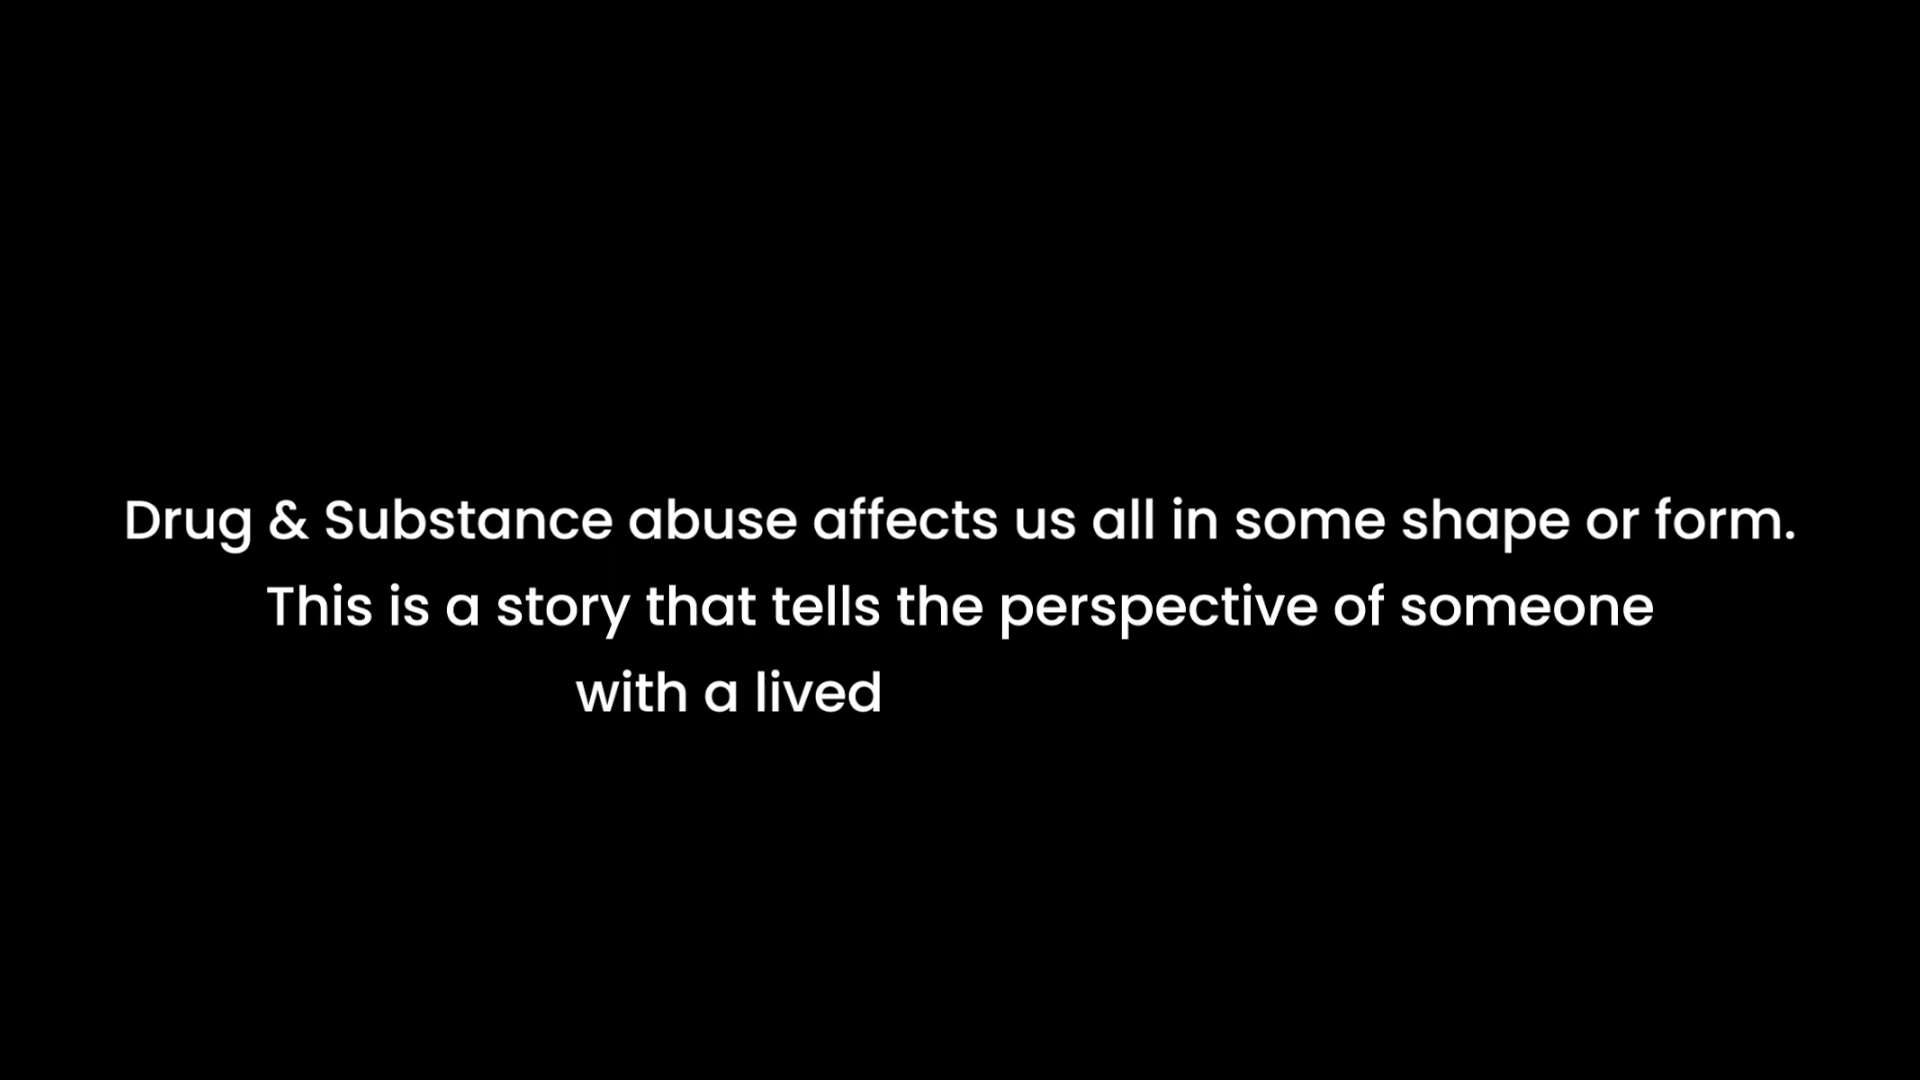 Drug & Substance abuse affects us all in some shape or form.
This is a story that tells the perspective of someone
with a lived